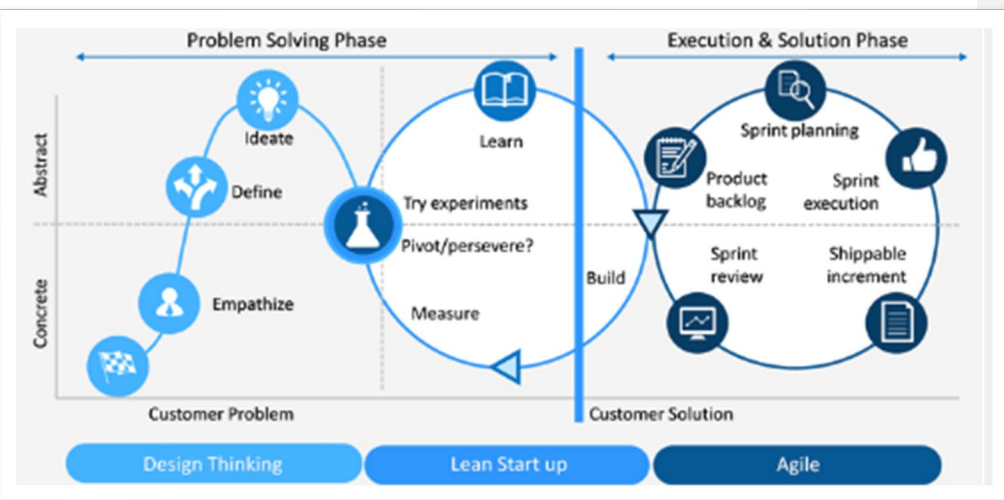 Problem Solving Phase
Execution & Solution Phase
Abstract
Concrete
Ideate
Define
Empathize
Learn
Try experiments
Pivot/persevere?
Measure
Build
Sprint planning
Product
backlog
Sprint
execution
Sprint
review
Shippable
increment
Customer Problem
Customer Solution
Design Thinking
Lean Start up
Agile